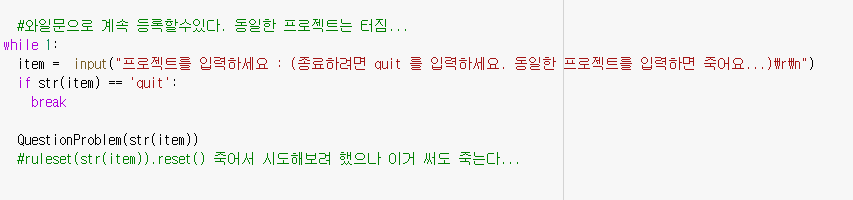 #와일문으로 계속 등록할수있다. 동일한 프로젝트는 터짐...
while 1:
item = input("프로젝트를 입력하세요 : (종료하려면 quit 를 입력하세요. 동일한 프로젝트를 입력하면 죽어요...)₩r₩n")
if str(item) == 'quit':
break
QuestionProblem(str(item))
#ruleset(str(item)).reset() 죽어서 시도해보려 했으나 이거 써도 죽는다...